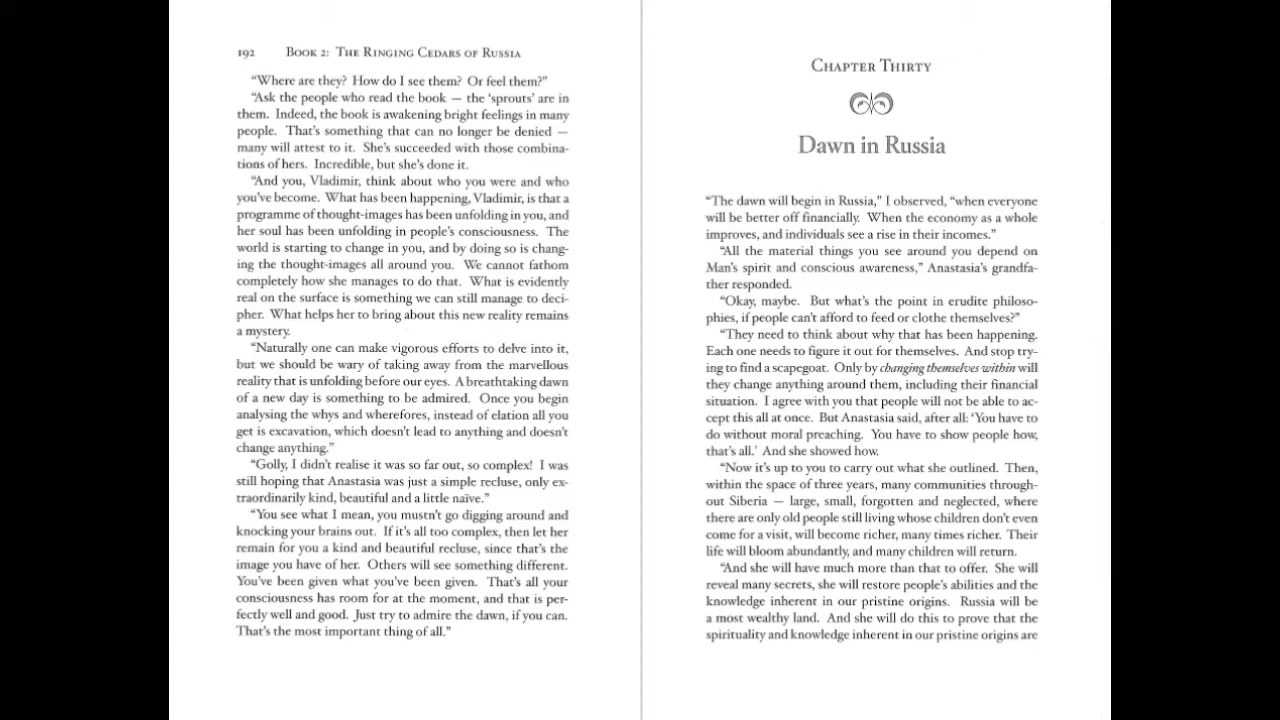 192 BOOK 2: THE RINGING CEDARS OF RUSSIA
“Where are they? How do I see them? Or feel them?”
“Ask the people who read the book — the ‘sprouts’ are in
them. Indeed, the book is awakening bright feelings in many
people. That’s something that can no longer be denied —
many will attest to it. She’s succeeded with those combina-
tions of hers. Incredible, but she’s done it.
“And you, Vladimir, think about who you were and who
you’ve become. What has been happening, Vladimir, is that a
programme of thought-images has been unfolding in you, and
her soul has been unfolding in people’s consciousness. The
world is starting to change in you, and by doing so is chang-
ing the thought-images all around you. We cannot fathom
completely how she manages to do that. What is evidently
real on the surface is something we can still manage to deci-
pher. What helps her to bring about this new reality remains
a mystery.
“Naturally one can make vigorous efforts to delve into it,
but we should be wary of taking away from the marvellous
reality that is unfolding before our eyes. A breathtaking dawn
of a new day is something to be admired. Once you begin
analysing the whys and wherefores, instead of elation all you
get is excavation, which doesn’t lead to anything and doesn’t
change anything.”
“Golly, I didn’t realise it was so far out, so complex! I was
still hoping that Anastasia was just a simple recluse, only ex-
traordinarily kind, beautiful and a little naïve.”
“You see what I mean, you mustn’t go digging around and
knocking your brains out. If it’s all too complex, then let her
remain for you a kind and beautiful recluse, since that’s the
image you have of her. Others will see something different.
You’ve been given what you’ve been given. That’s all your
consciousness has room for at the moment, and that is per-
fectly well and good. Just try to admire the dawn, if you can.
That’s the most important thing of all.”
CHAPTER THIRTY
Dawn in Russia
“The dawn will begin in Russia,” I observed, “when everyone
will be better off financially. When the economy as a whole
improves, and individuals see a rise in their incomes.”
“All the material things you see around you depend on
Man’s spirit and conscious awareness,” Anastasia’s grandfa-
ther responded.
“Okay, maybe. But what’s the point in erudite philoso-
phies, if people can’t afford to feed or clothe themselves?”
“They need to think about why that has been happening.
Each one needs to figure it out for themselves. And stop try-
ing to find a scapegoat. Only by changing themselves within will
they change anything around them, including their financial
situation. I agree with you that people will not be able to ac-
cept this all at once. But Anastasia said, after all: ‘You have to
do without moral preaching. You have to show people how,
that’s all.’ And she showed how.
“Now it’s up to you to carry out what she outlined. Then,
within the space of three years, many communities through-
out Siberia — large, small, forgotten and neglected, where
there are only old people still living whose children don’t even
come for a visit, will become richer, many times richer. Their
life will bloom abundantly, and many children will return.
“And she will have much more than that to offer. She will
reveal many secrets, she will restore people’s abilities and the
knowledge inherent in our pristine origins. Russia will be
a most wealthy land. And she will do this to prove that the
spirituality and knowledge inherent in our pristine origins are